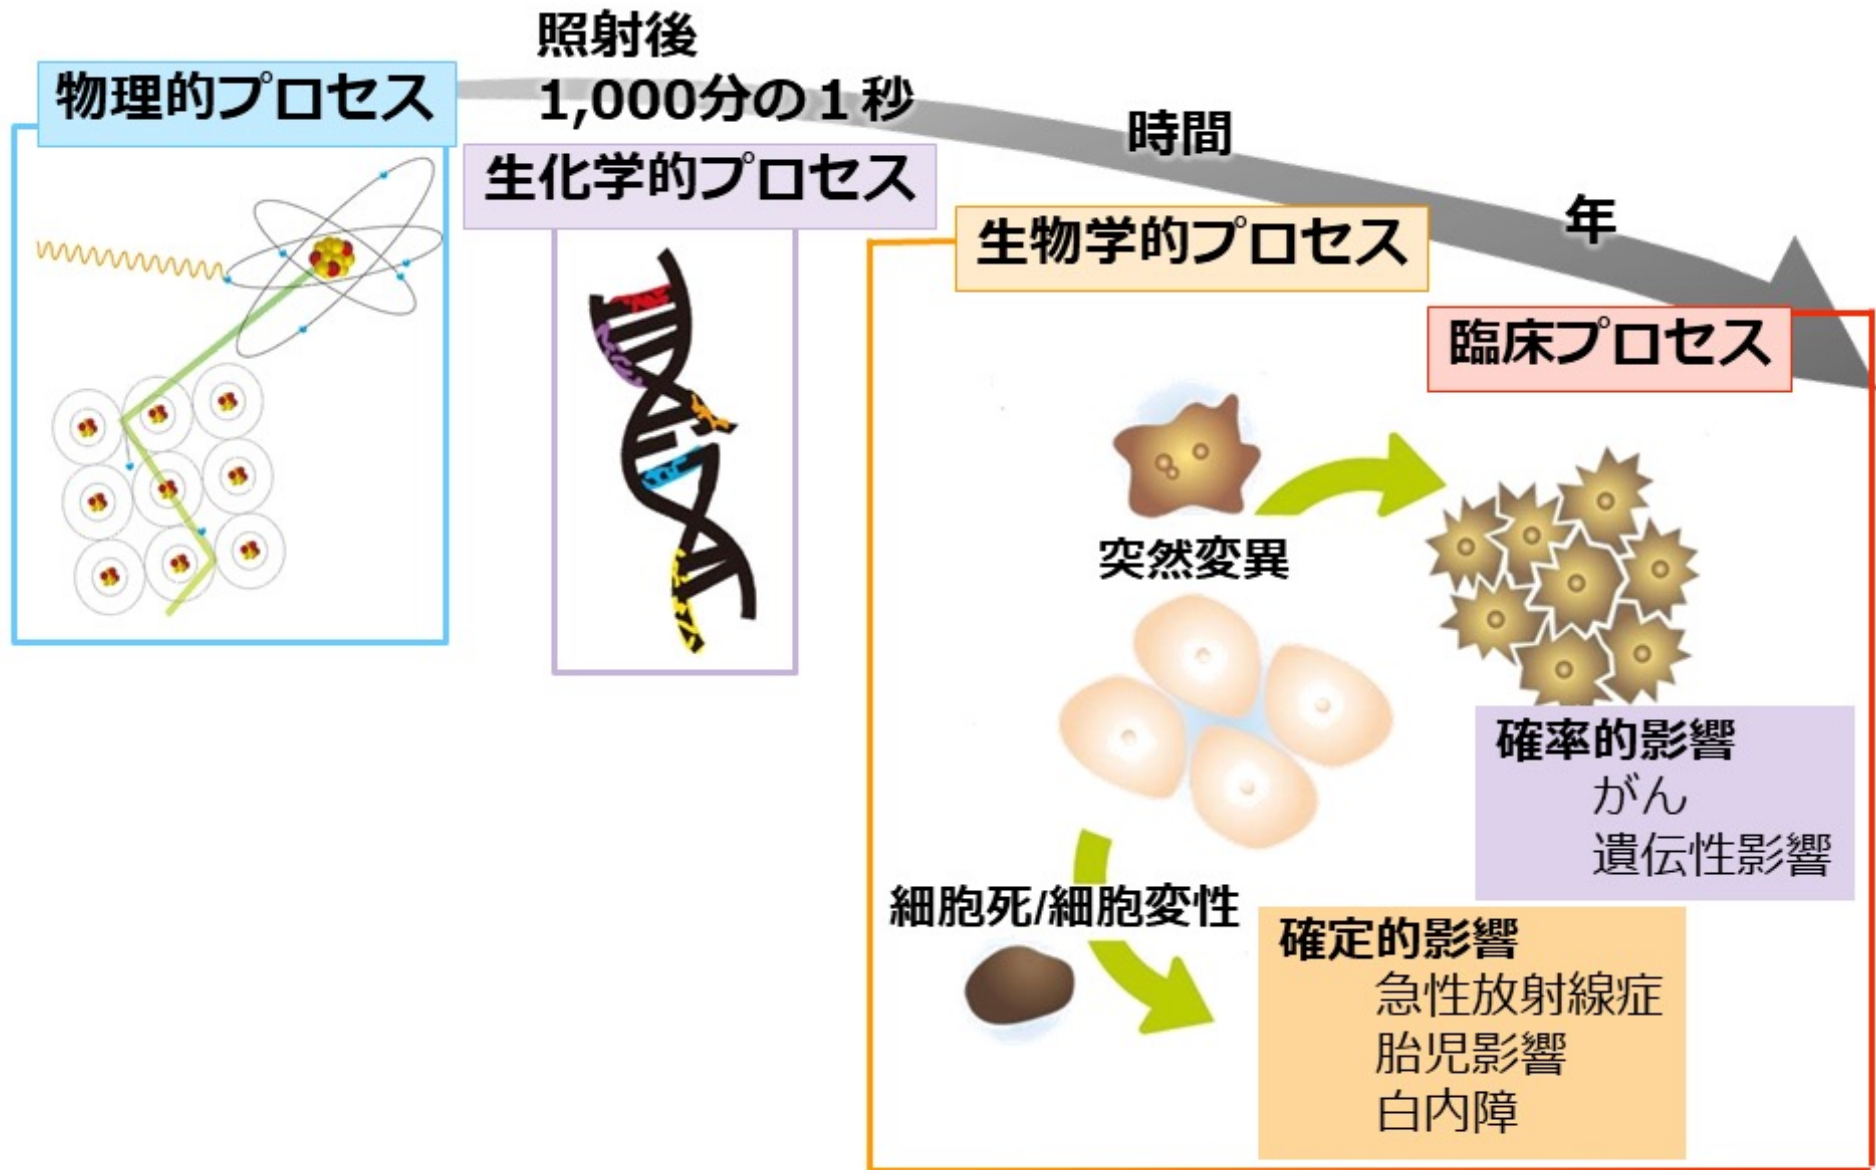 照射後
1,000分の１秒
物理的プロセス
生化学的プロセス
時間
生物学的プロセス
年
臨床プロセス
突然変異
確率的影響
がん
遺伝性影響
細胞死/細胞変性
確定的影響
急性放射線症
胎児影響
白内障